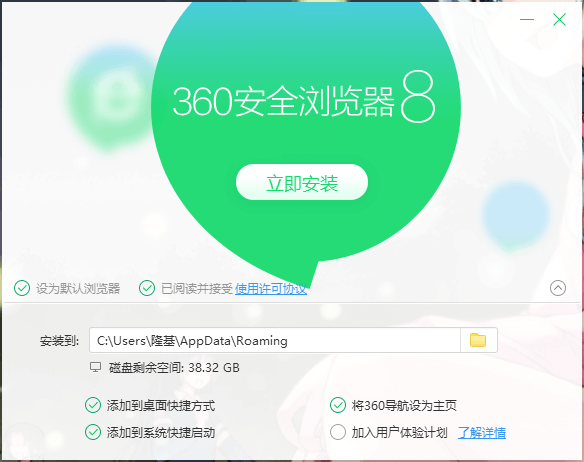 360安全浏览器8
立即安装
设为默认浏览器 已阅读并接受 使用许可协议
安装到: C:\Users\隆基\AppData\Roaming
磁盘剩余空间: 38.32 GB
添加到桌面快捷方式 将360导航设为主页
添加到系统快捷启动 加入用户体验计划 了解详情